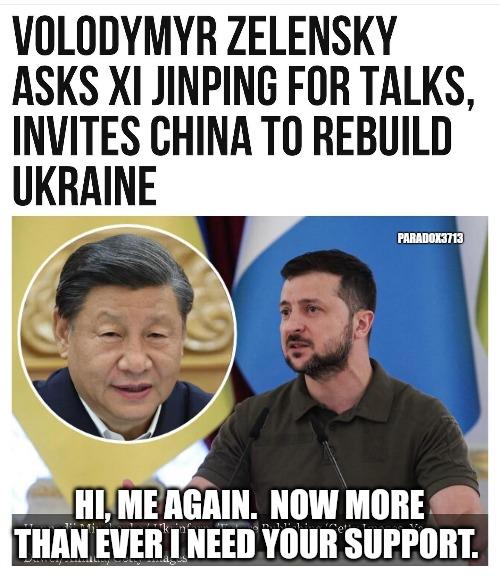 VOLODYMYR ZELENSKY
ASKS XI JINPING FOR TALKS,
INVITES CHINA TO REBUILD
UKRAINE
PARADOX3713
HI, ME AGAIN. NOW MORE
THAN EVER I NEED YOUR SUPPORT.